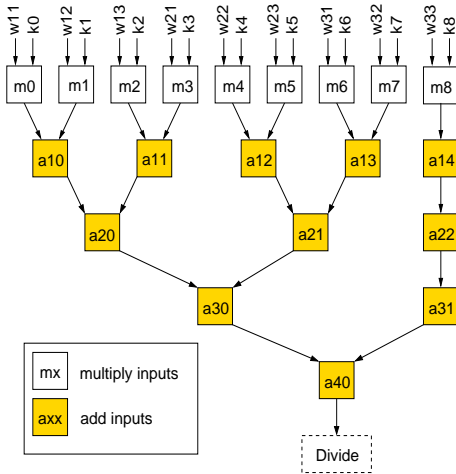 w11 k0 w12 k1 w13 k2 w21 k3 w22 k4 w23 k5 w31 k6 w32 k7 w33 k8
m0 m1 m2 m3 m4 m5 m6 m7 m8
a10 a11 a12 a13 a14
a20 a21 a22
a30 a31
a40
mx multiply inputs
axx add inputs
Divide